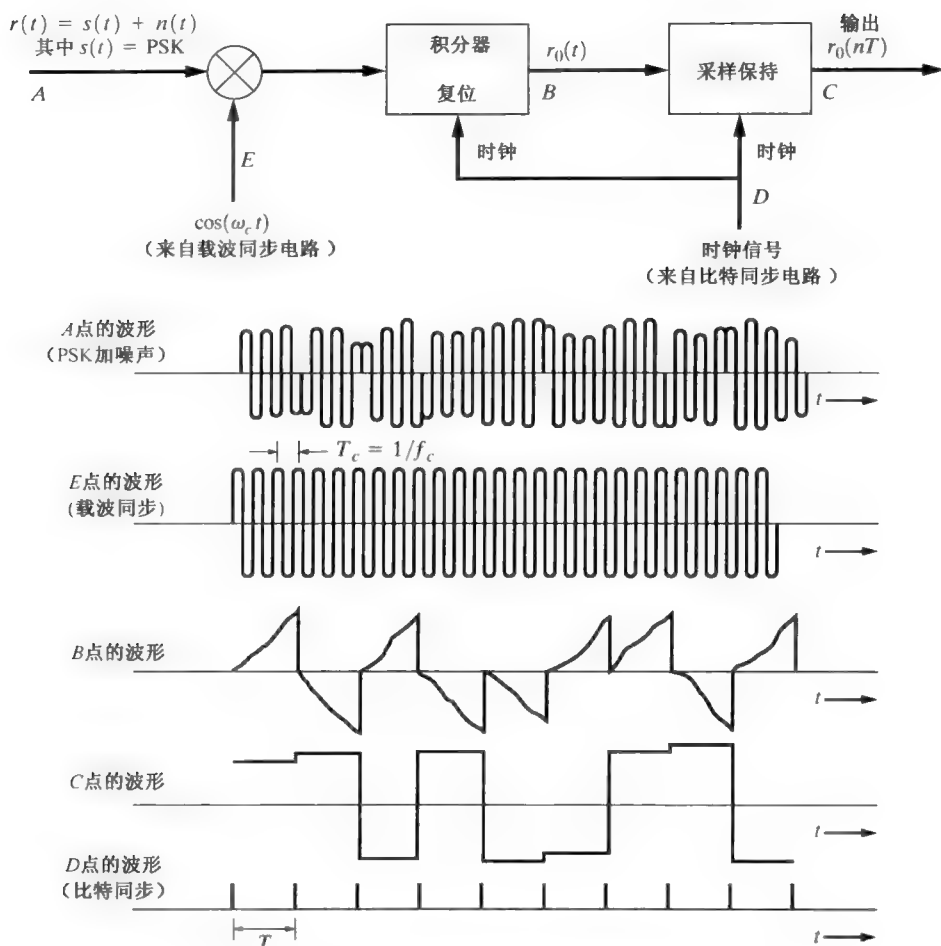 r(t) = s(t) + n(t)
其中 s(t) = PSK
A
E
cos(ω_c t)
（来自载波同步电路）
积分器
复位
r₀(t)
B
时钟
采样保持
输出
r₀(nT)
C
时钟
D
时钟信号
（来自比特同步电路）
A点的波形
（PSK加噪声）
t
T_c = 1/f_c
E点的波形
(载波同步)
t
B点的波形
t
C点的波形
t
D点的波形
（比特同步）
T
t